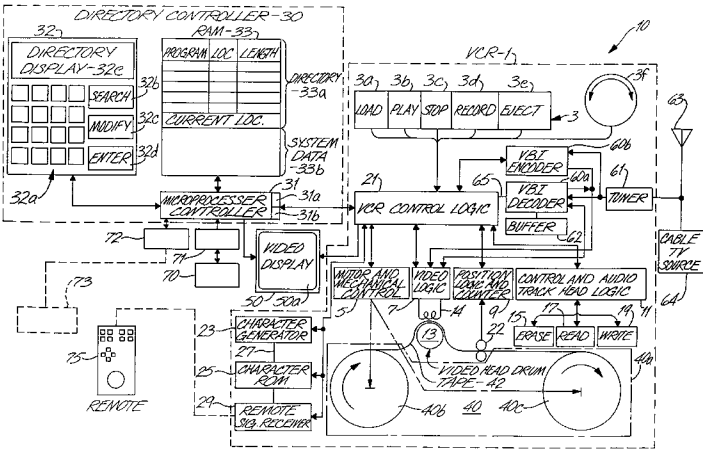 DIRECTORY CONTROLLER-30
32
RAM-33
DIRECTORY
DISPLAY-32e
32b
SEARCH
32c
MODIFY
32d
ENTER
32a
PROGRAM LOC LENGTH
DIRECTORY
-33a
CURRENT LOC.
SYSTEM
DATA-33b
31
MICROPROCESSER
CONTROLLER
31a
31b
72
71
70
73
50
VIDEO
DISPLAY
50a
75
REMOTE
VCR-1
10
3a 3b 3c 3d 3e
LOAD PLAY STOP RECORD EJECT
3
3f
63
60b
VBI
ENCODER
60a
65
VBI
DECODER
BUFFER
62
61
TUNER
CABLE
TV
SOURCE
64
21
VCR CONTROL LOGIC
MOTOR AND
MECHANICAL
CONTROL
5
VIDEO
LOGIC
7
14
POSITION
LOGIC AND
COUNTER
9
22
CONTROL AND AUDIO
TRACK HEAD LOGIC
11
15
17
19
ERASE READ WRITE
13
VIDEO HEAD DRUM
TAPE-42
40a
40b
40
40c
23
CHARACTER
GENERATOR
27
25
CHARACTER
ROM
29
REMOTE
SIG. RECEIVER